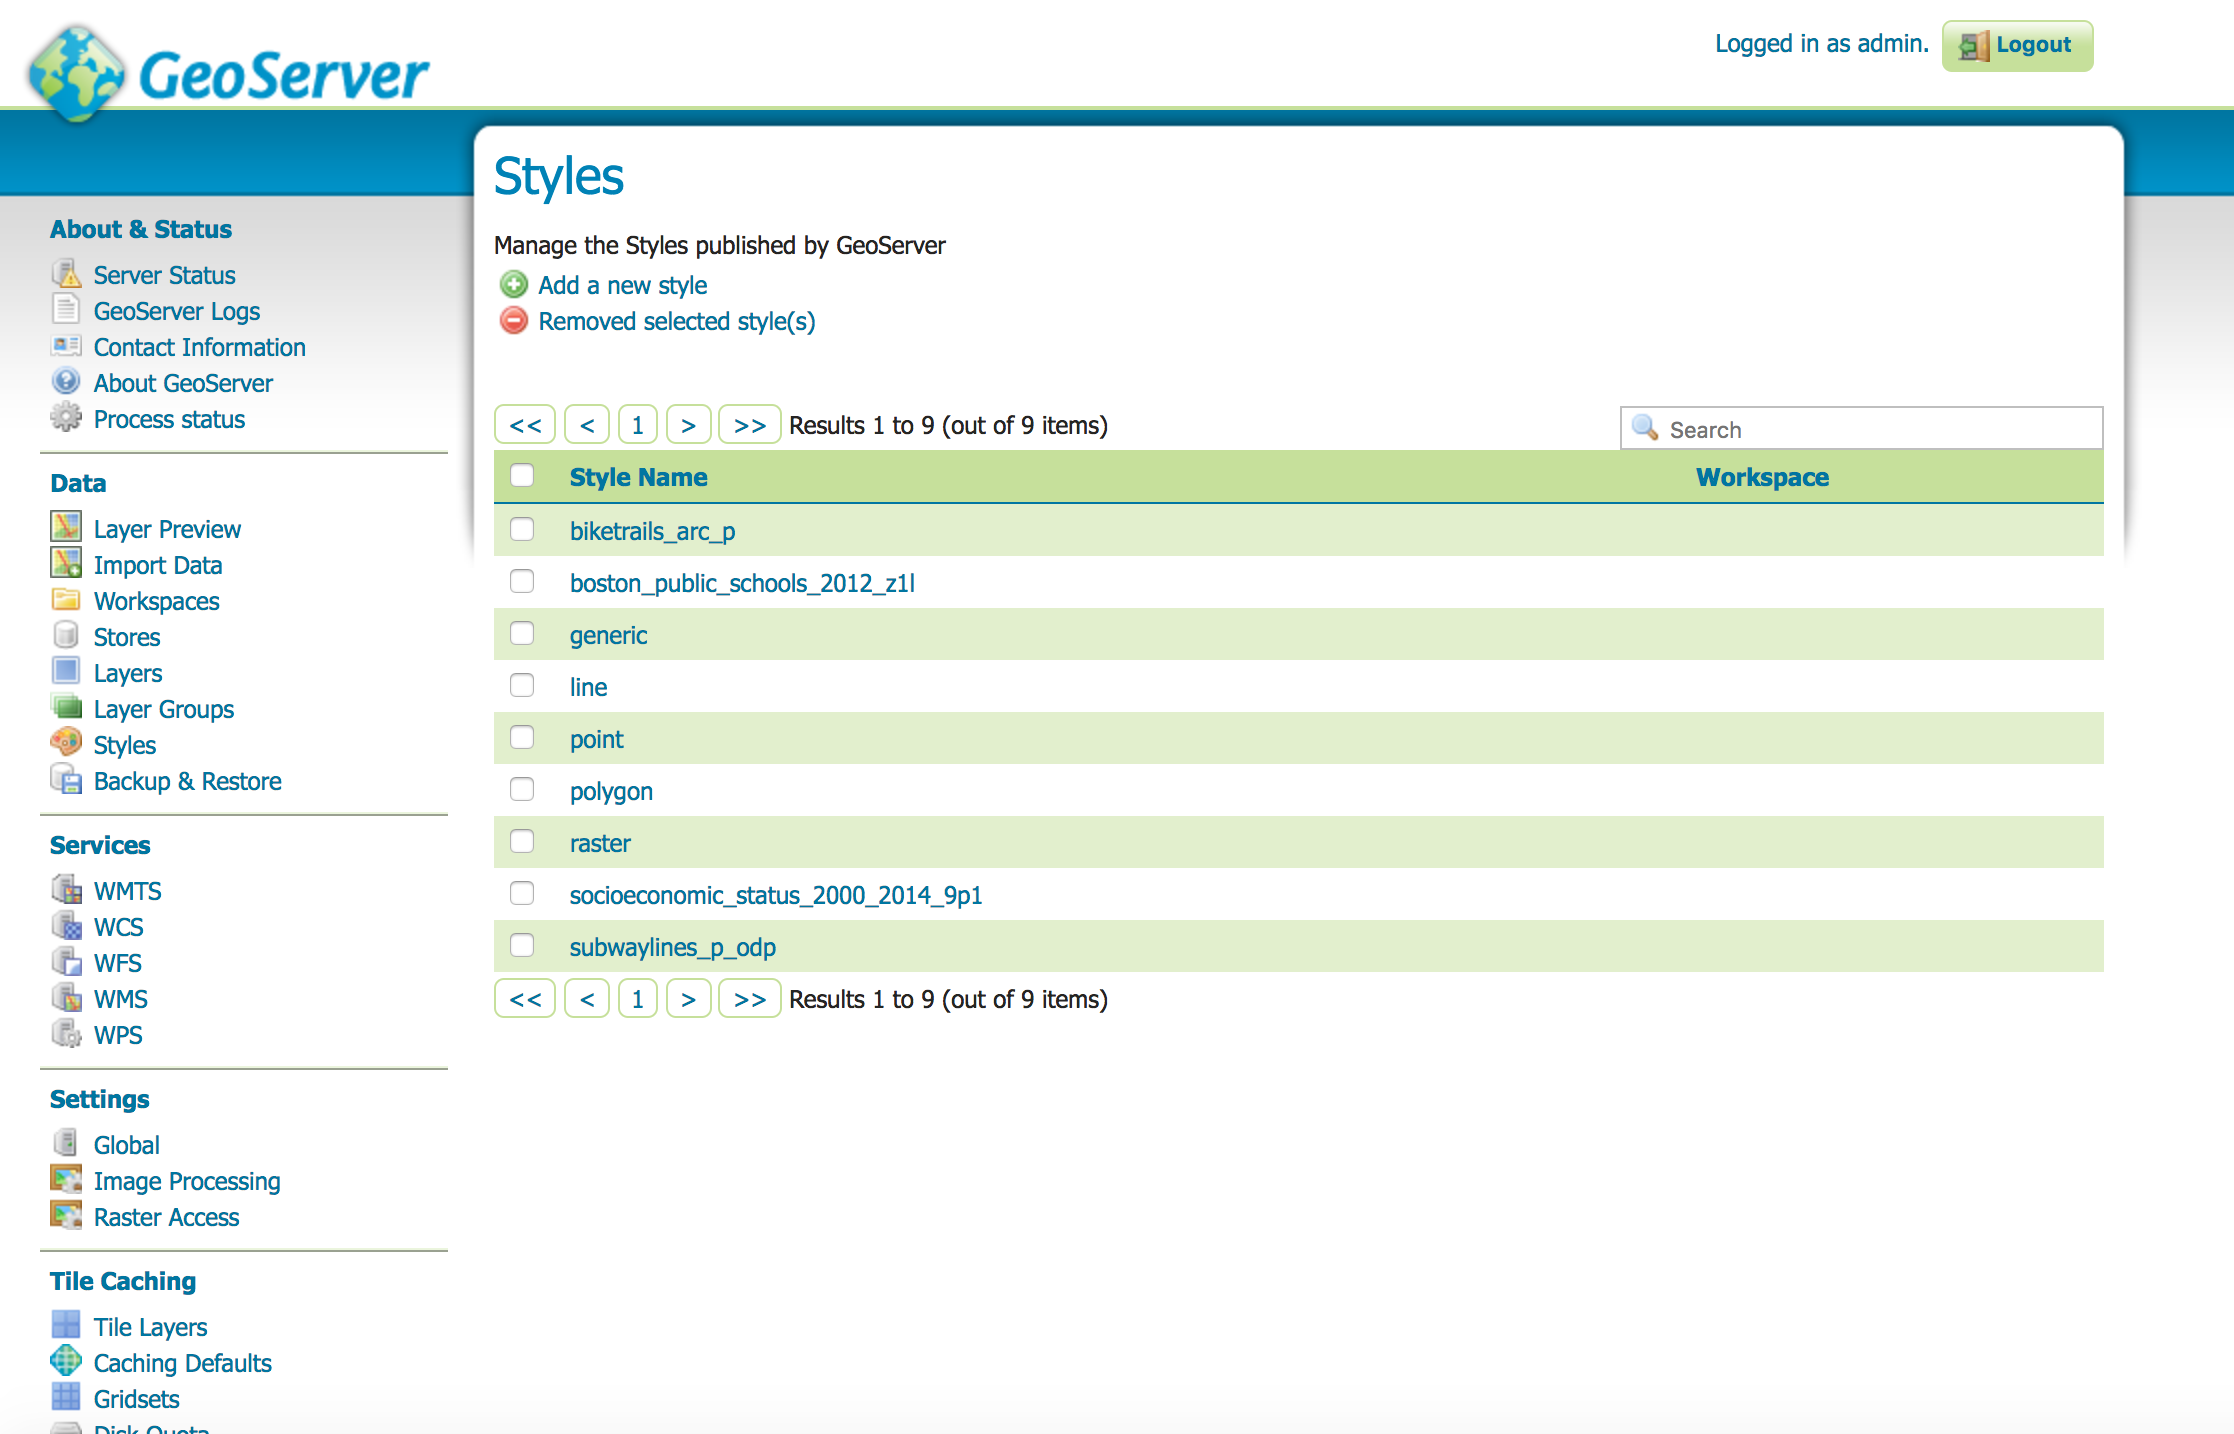 GeoServer
Logged in as admin. Logout
About & Status
Server Status
GeoServer Logs
Contact Information
About GeoServer
Process status
Data
Layer Preview
Import Data
Workspaces
Stores
Layers
Layer Groups
Styles
Backup & Restore
Services
WMTS
WCS
WFS
WMS
WPS
Settings
Global
Image Processing
Raster Access
Tile Caching
Tile Layers
Caching Defaults
Gridsets
Disk Quota
Styles
Manage the Styles published by GeoServer
Add a new style
Removed selected style(s)
<< < 1 > >> Results 1 to 9 (out of 9 items) Search
Style Name Workspace
biketrails_arc_p
boston_public_schools_2012_z1l
generic
line
point
polygon
raster
socioeconomic_status_2000_2014_9p1
subwaylines_p_odp
<< < 1 > >> Results 1 to 9 (out of 9 items)